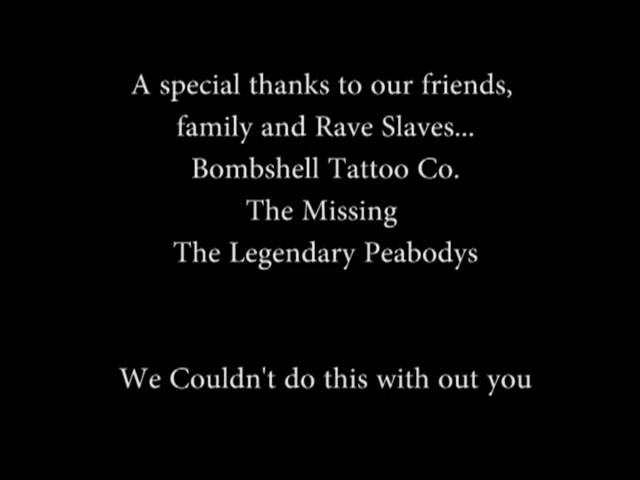 A special thanks to our friends,
family and Rave Slaves...
Bombshell Tattoo Co.
The Missing
The Legendary Peabodys
We Couldn't do this with out you